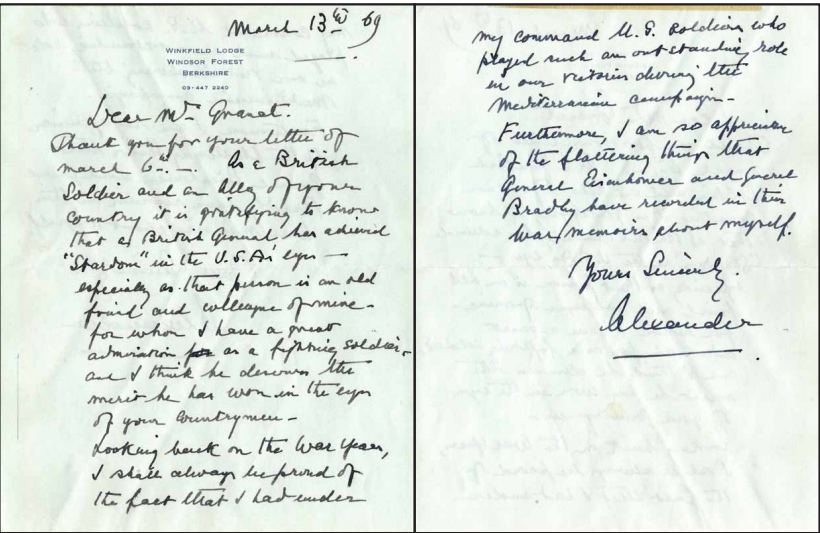 March 13th 69
WINKFIELD LODGE
WINDSOR FOREST
BERKSHIRE
09-447 2240
Dear Mr Granat.
Thank you for your letter of
March 6th. As a British
Soldier and an Ally of your
country it is gratifying to know
that a British General has achieved
"Stardom" in the U.S.A's eyes —
especially as that person is an old
friend and colleague of mine —
for whom I have a great
admiration for as a fighting soldier —
and I think he deserves the
merit he has won in the eyes
of your Countrymen —
Looking back on the War years,
I shall always be proud of
the fact that I had under
my command U.S. soldiers who
played such an outstanding role
in our victories during the
Mediterranean campaign —
Furthermore, I am so appreciative
of the flattering things that
General Eisenhower and General
Bradley have recorded in their
War memoirs about myself.
Yours Sincerely.
Alexander